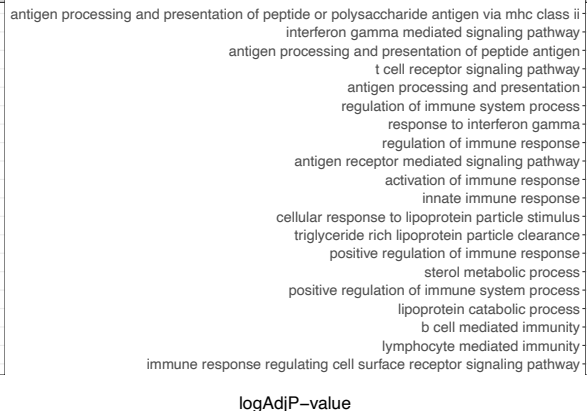 antigen processing and presentation of peptide or polysaccharide antigen via mhc class ii
interferon gamma mediated signaling pathway
antigen processing and presentation of peptide antigen
t cell receptor signaling pathway
antigen processing and presentation
regulation of immune system process
response to interferon gamma
regulation of immune response
antigen receptor mediated signaling pathway
activation of immune response
innate immune response
cellular response to lipoprotein particle stimulus
triglyceride rich lipoprotein particle clearance
positive regulation of immune response
sterol metabolic process
positive regulation of immune system process
lipoprotein catabolic process
b cell mediated immunity
lymphocyte mediated immunity
immune response regulating cell surface receptor signaling pathway
logAdjP−value